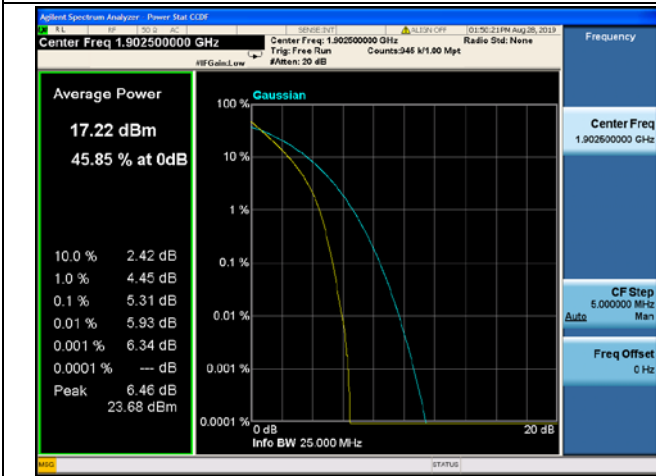 Agilent Spectrum Analyzer - Power Stat CCDF
RL RF 50 Ω AC SENSE:INT ALIGN OFF 01:50:21PM Aug 28, 2019
Center Freq 1.902500000 GHz
Center Freq: 1.902500000 GHz Radio Std: None
Trig: Free Run Counts:945 k/1.00 Mpt
#IFGain:Low #Atten: 20 dB
Frequency
Average Power
17.22 dBm
45.85 % at 0dB
10.0 % 2.42 dB
1.0 % 4.45 dB
0.1 % 5.31 dB
0.01 % 5.93 dB
0.001 % 6.34 dB
0.0001 % --- dB
Peak 6.46 dB
23.68 dBm
Gaussian
100 %
10 %
1 %
0.1 %
0.01 %
0.001 %
0.0001 %
0 dB 20 dB
Info BW 25.000 MHz
Center Freq
1.902500000 GHz
CF Step
5.000000 MHz
Auto Man
Freq Offset
0 Hz
MSG STATUS